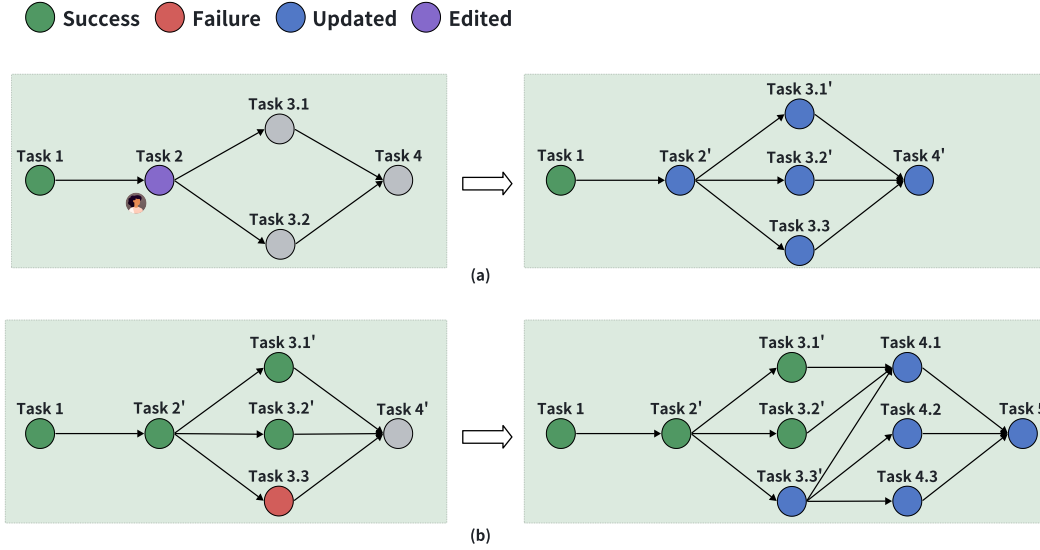 Success Failure Updated Edited
Task 3.1
Task 1 Task 2 Task 4
Task 3.2
Task 3.1'
Task 1 Task 2' Task 3.2' Task 4'
Task 3.3
(a)
Task 3.1'
Task 1 Task 2' Task 3.2' Task 4'
Task 3.3
Task 3.1' Task 4.1
Task 1 Task 2' Task 3.2' Task 4.2 Task 5
Task 3.3' Task 4.3
(b)